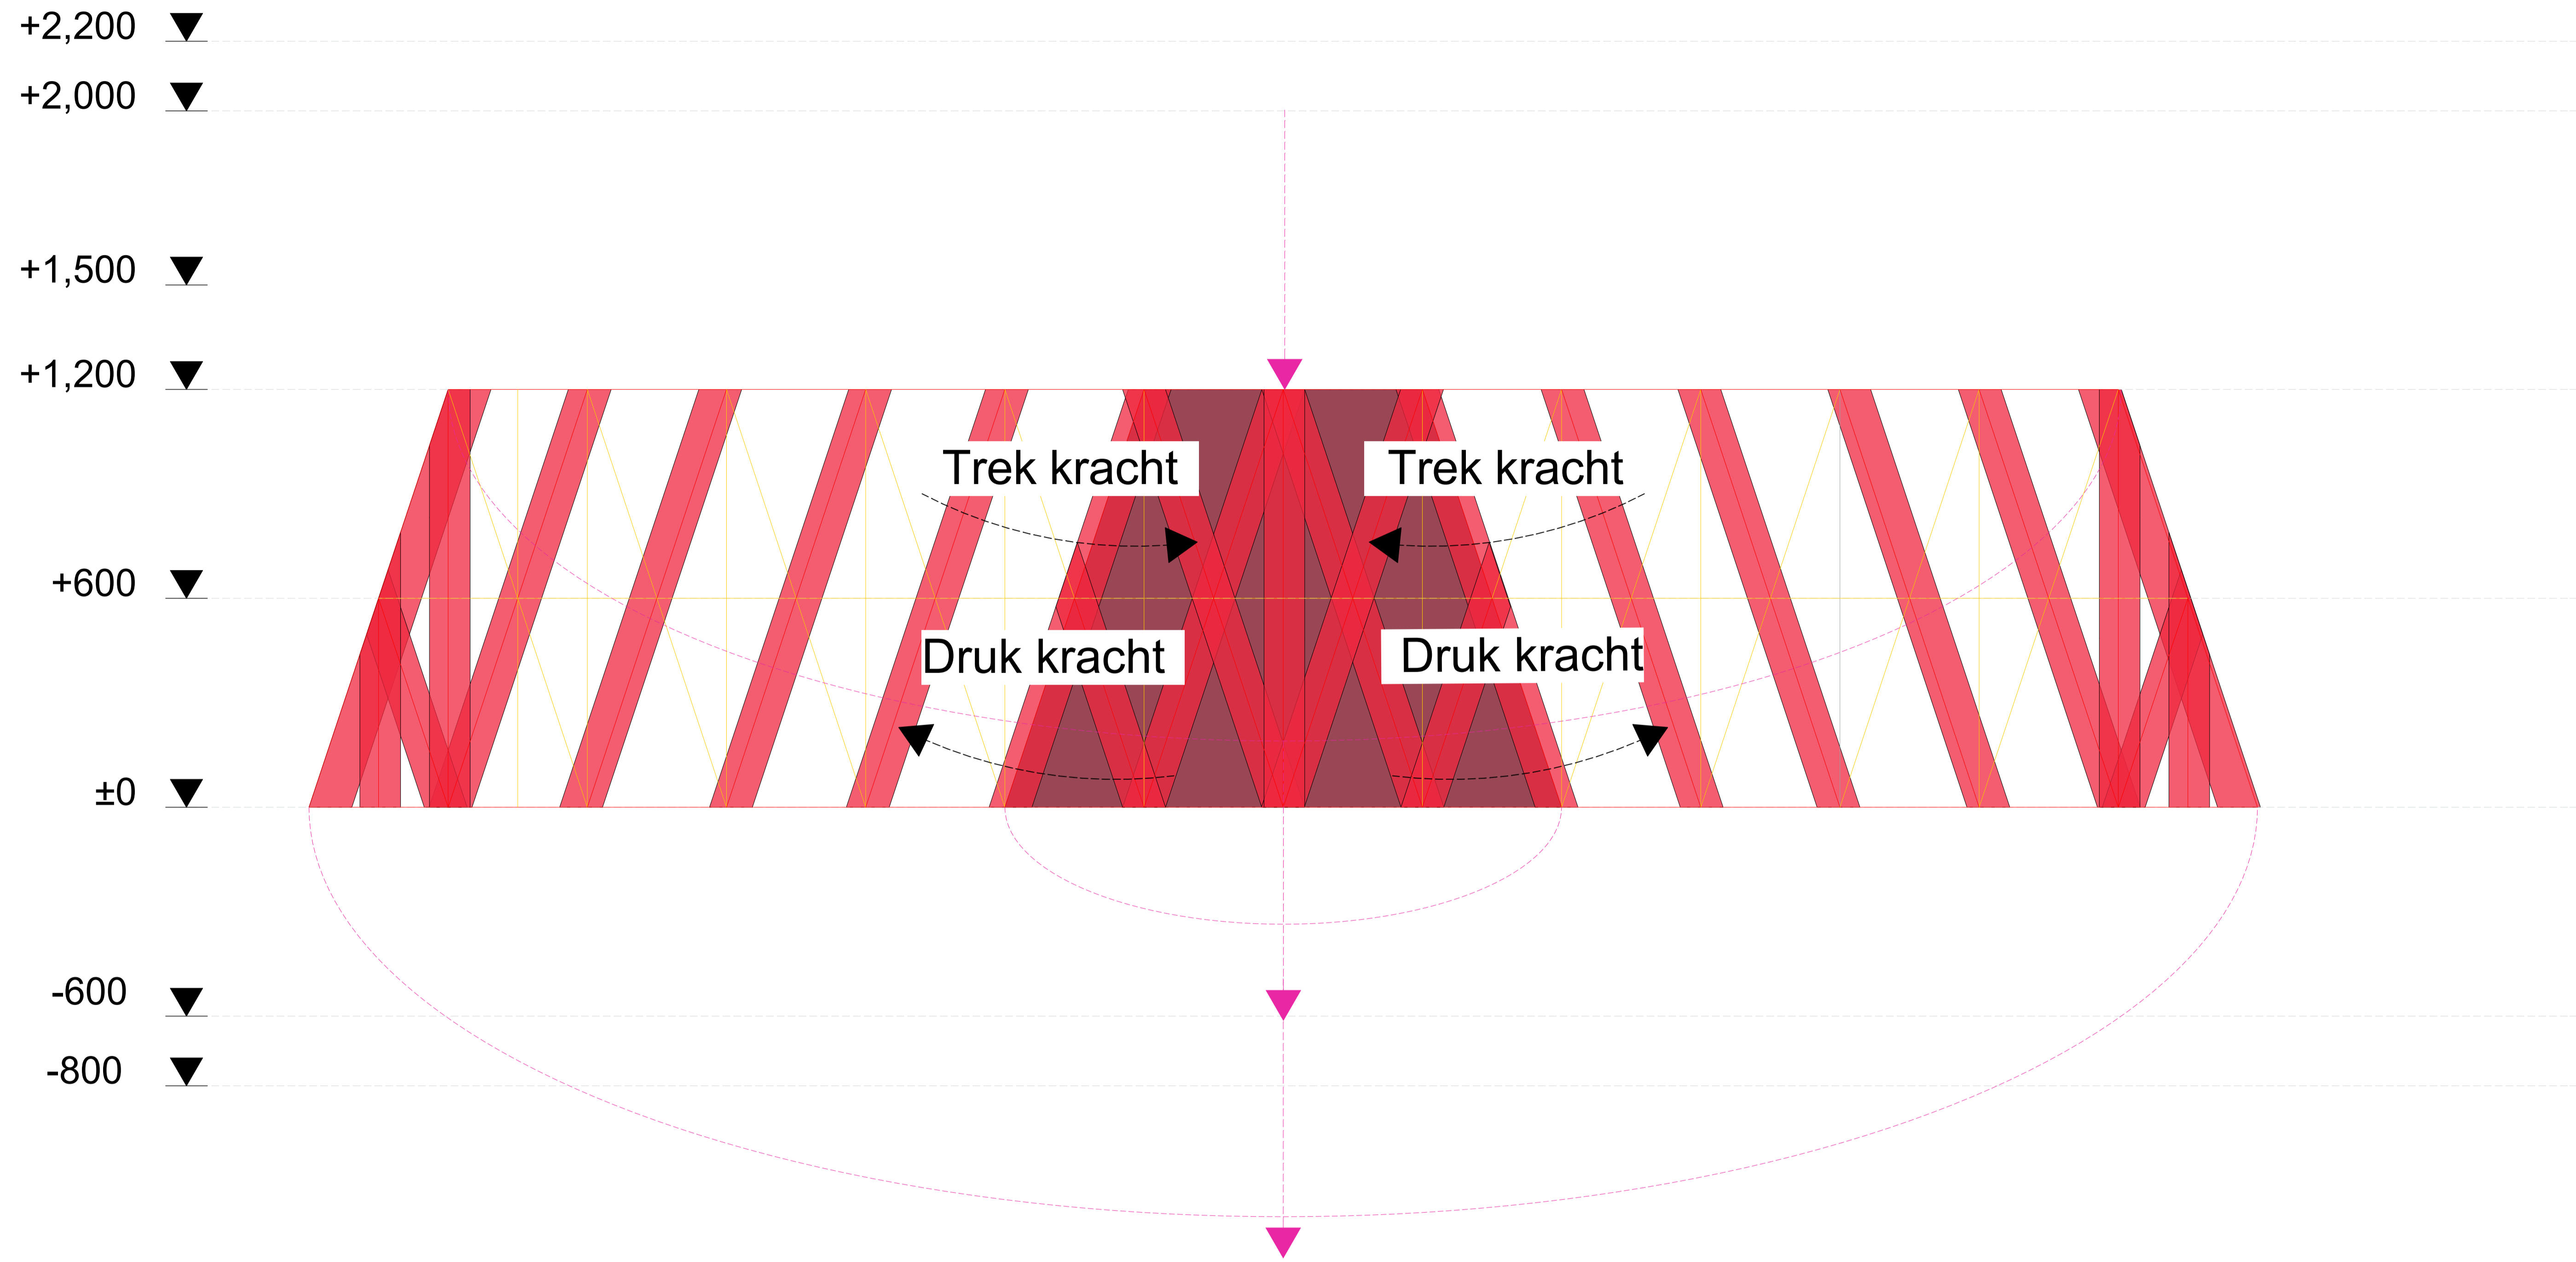 +2,200
+2,000
+1,500
+1,200
Trek kracht
Trek kracht
+600
Druk kracht
Druk kracht
±0
-600
-800